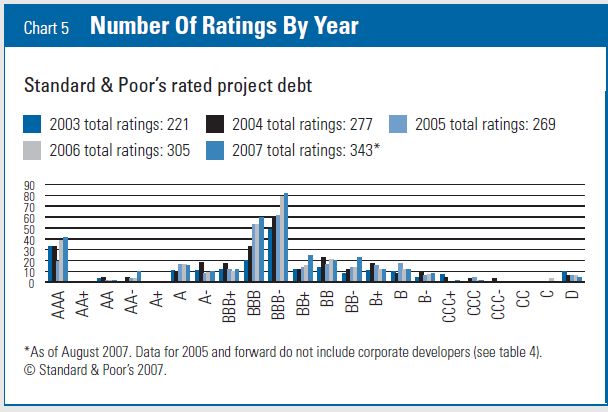 Chart 5 Number Of Ratings By Year
Standard & Poor's rated project debt
2003 total ratings: 221 2004 total ratings: 277 2005 total ratings: 269
2006 total ratings: 305 2007 total ratings: 343*
90
80
70
60
50
40
30
20
10
0
AAA AA+ AA AA- A+ A A- BBB+ BBB BBB- BB+ BB BB- B+ B B- CCC+ CCC CCC- CC C D
*As of August 2007. Data for 2005 and forward do not include corporate developers (see table 4).
© Standard & Poor's 2007.